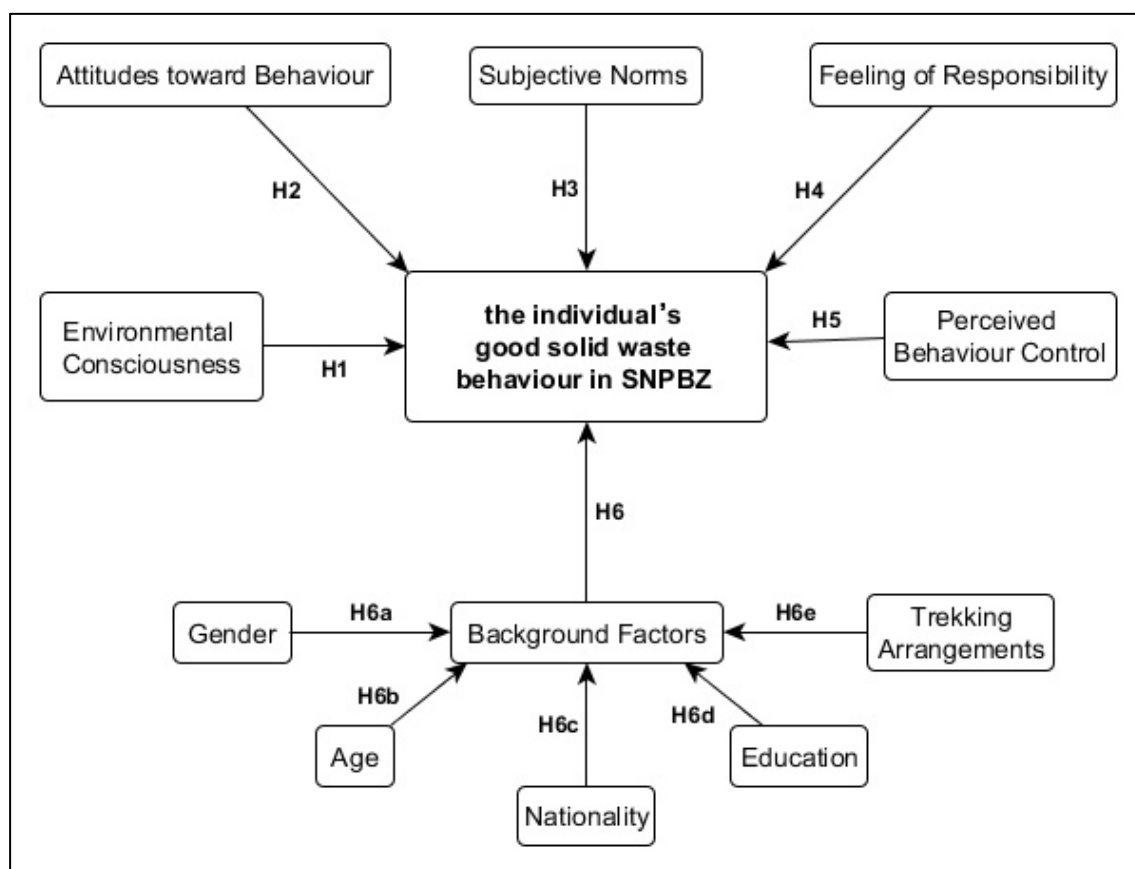 Attitudes toward Behaviour
Subjective Norms
Feeling of Responsibility
H2
H3
H4
Environmental
Consciousness
H1
the individual’s
good solid waste
behaviour in SNPBZ
H5
Perceived
Behaviour Control
H6
Gender
H6a
Background Factors
H6e
Trekking
Arrangements
H6b
H6c
H6d
Age
Education
Nationality